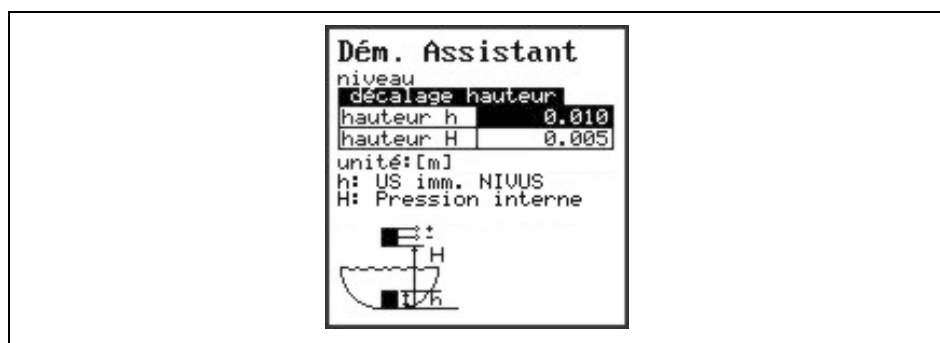 Dém. Assistant
niveau
décalage hauteur
hauteur h 0.010
hauteur H 0.005
unité:[m]
h: US imm. NIVUS
H: Pression interne
±
H
h